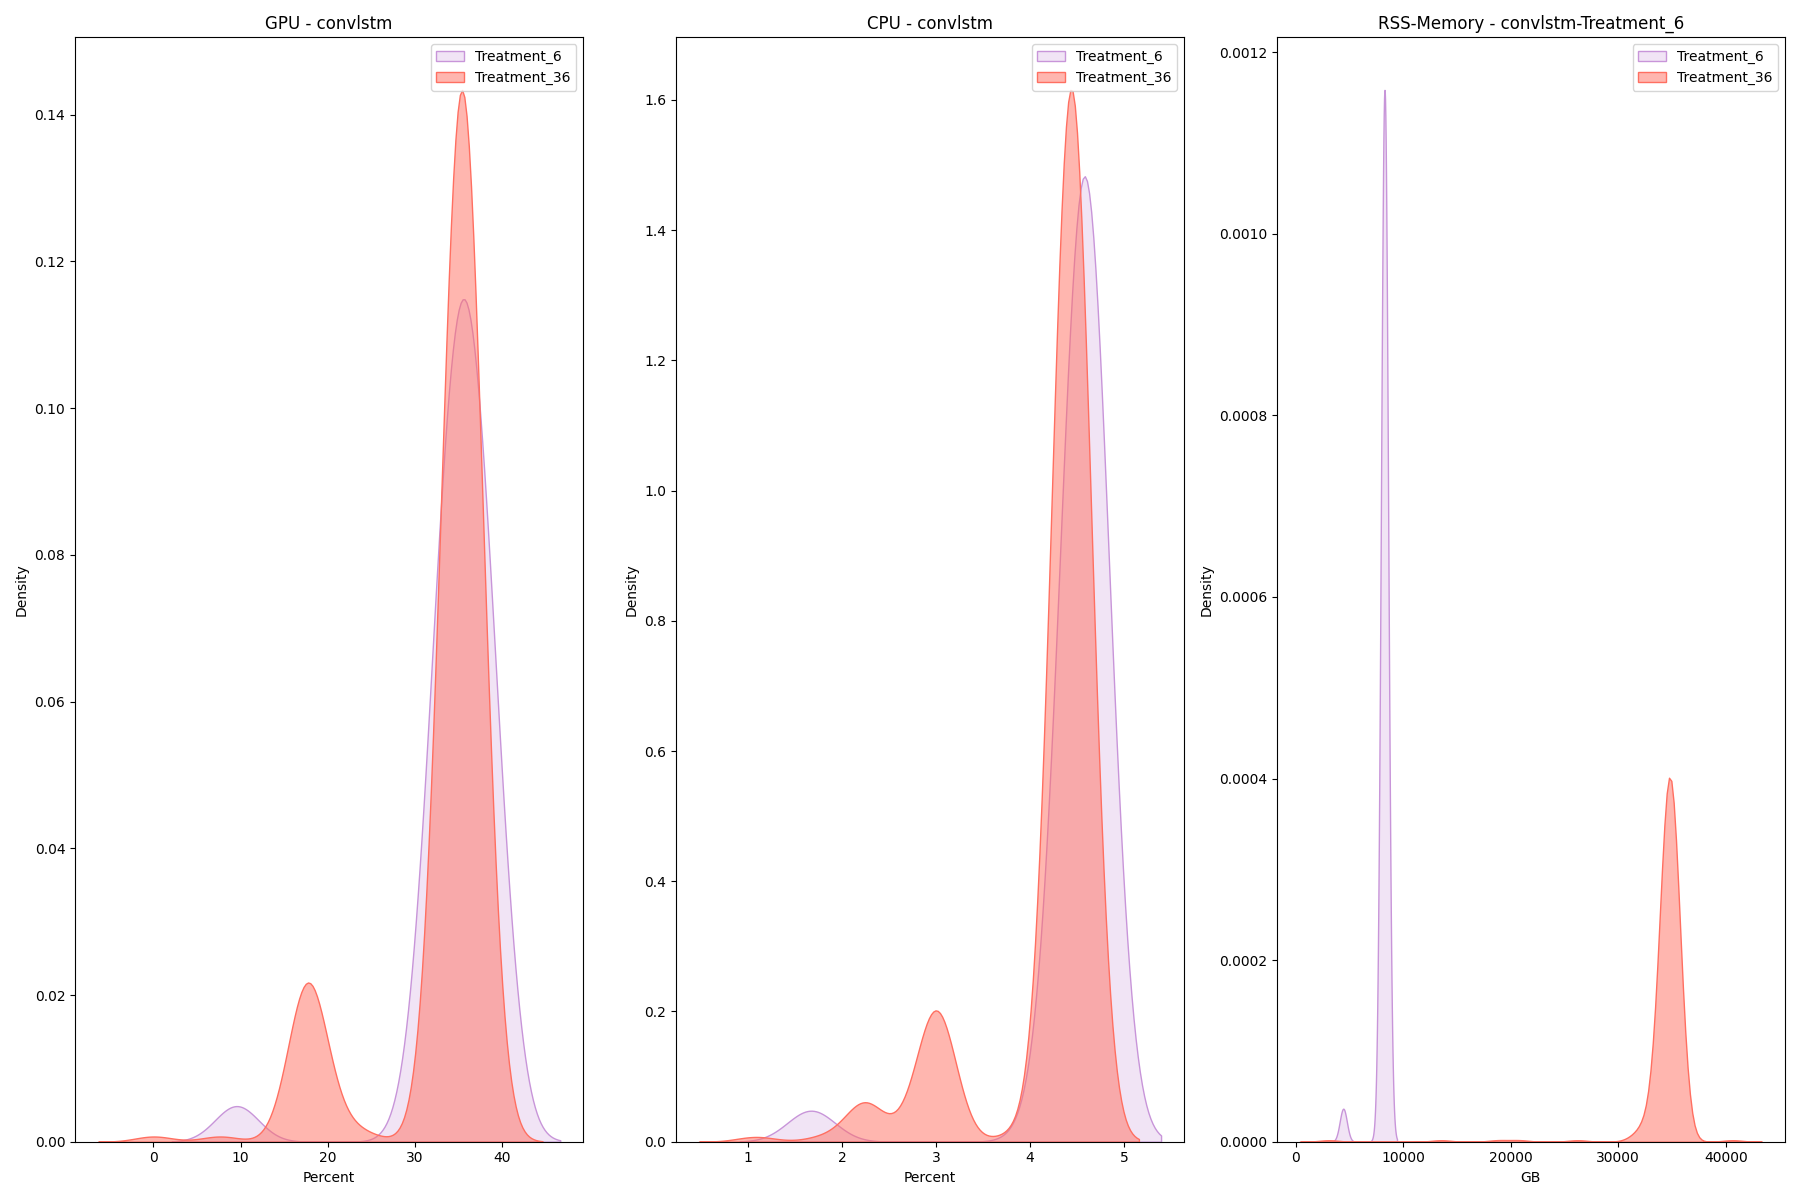 GPU - convlstm
Treatment_6
Treatment_36
0.14
0.12
0.10
0.08
0.06
0.04
0.02
0.00
Density
0
10
20
30
40
Percent
CPU - convlstm
Treatment_6
Treatment_36
1.6
1.4
1.2
1.0
0.8
0.6
0.4
0.2
0.0
Density
1
2
3
4
5
Percent
RSS-Memory - convlstm-Treatment_6
Treatment_6
Treatment_36
0.0012
0.0010
0.0008
0.0006
0.0004
0.0002
0.0000
Density
0
10000
20000
30000
40000
GB